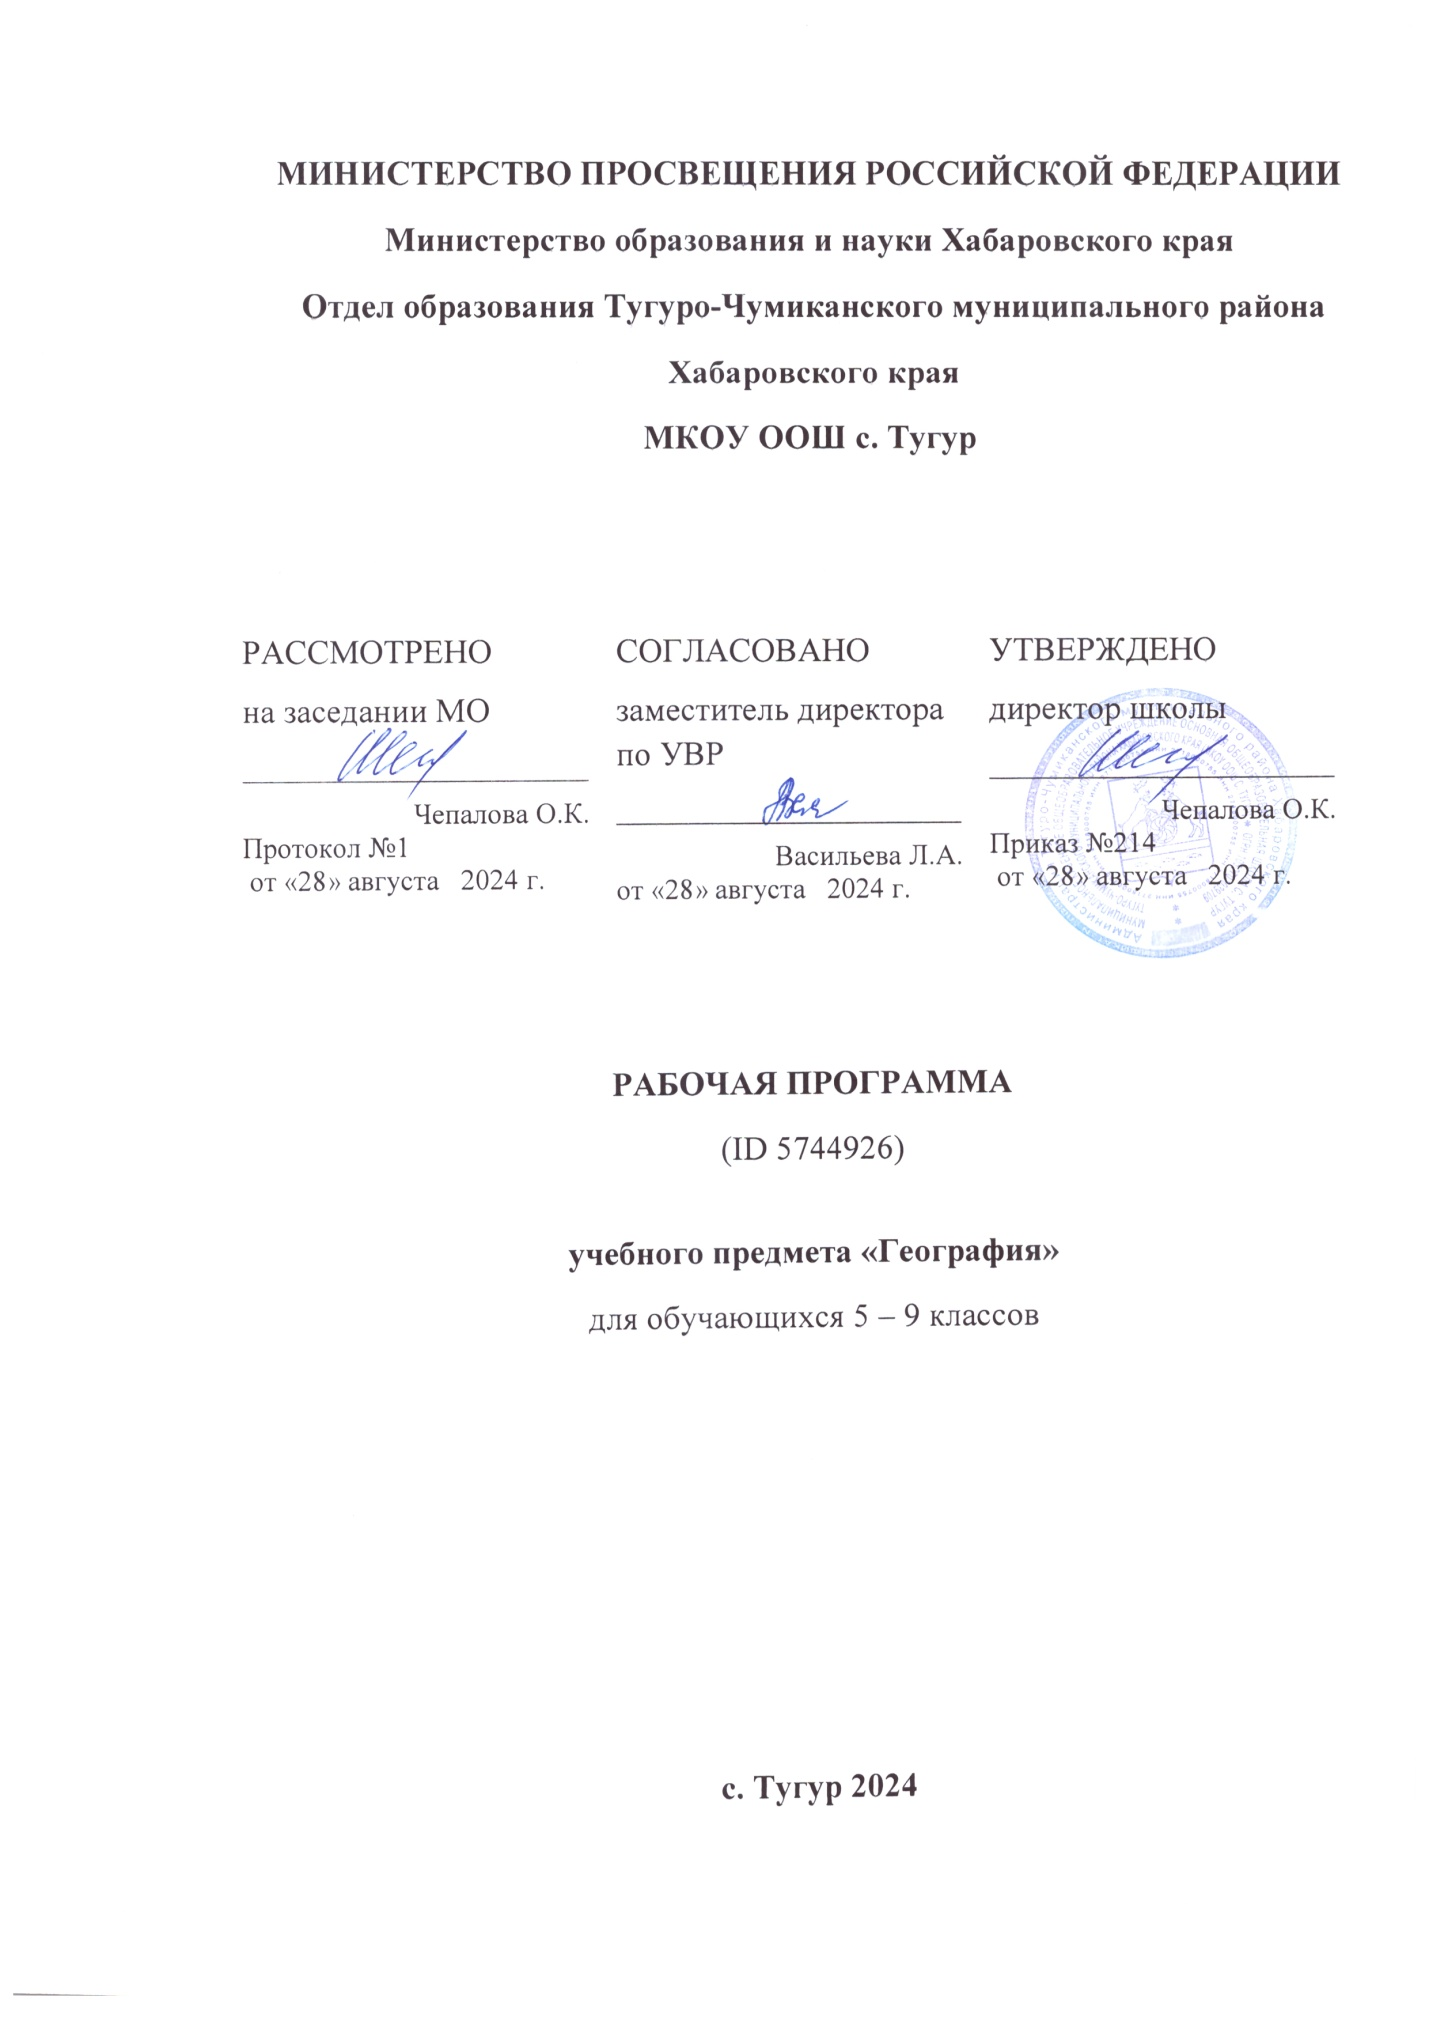 МИНИСТЕРСТВО ПРОСВЕЩЕНИЯ РОССИЙСКОЙ ФЕДЕРАЦИИ
Министерство образования и науки Хабаровского края
Отдел образования Тугуро-Чумиканского муниципального района
Хабаровского края
МКОУ ООШ с. Тугур
РАССМОТРЕНО
на заседании МО
Чепалова О.К.
Протокол №1
от «28» августа 2024 г.
СОГЛАСОВАНО
заместитель директора
по УВР
Васильева Л.А.
от «28» августа 2024 г.
УТВЕРЖДЕНО
директор школы
Чепалова О.К.
Приказ №214
от «28» августа 2024 г.
РАБОЧАЯ ПРОГРАММА
(ID 5744926)
учебного предмета «География»
для обучающихся 5 – 9 классов
с. Тугур 2024